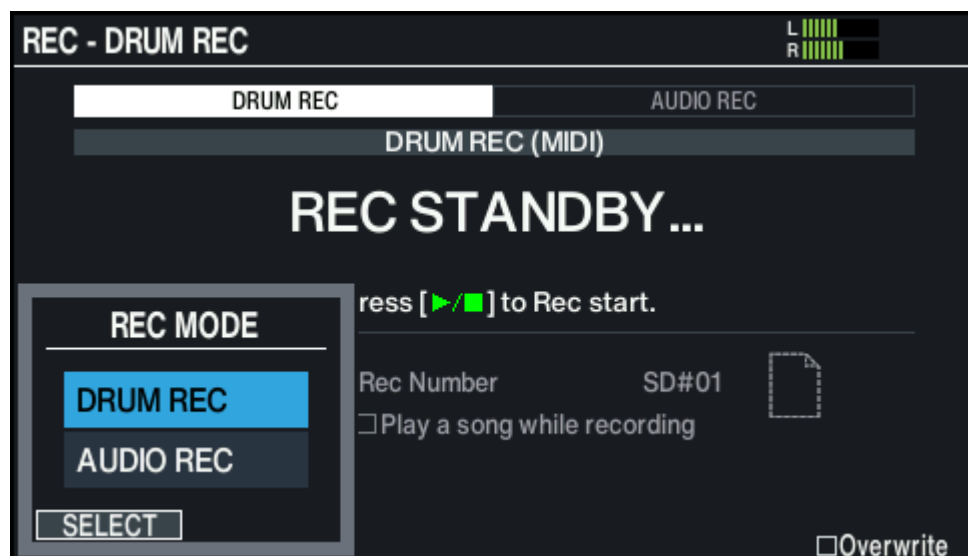 REC - DRUM REC
L
R
DRUM REC
AUDIO REC
DRUM REC (MIDI)
REC STANDBY...
ress [▶/■] to Rec start.
REC MODE
DRUM REC
AUDIO REC
SELECT
Rec Number SD#01
□Play a song while recording
□Overwrite